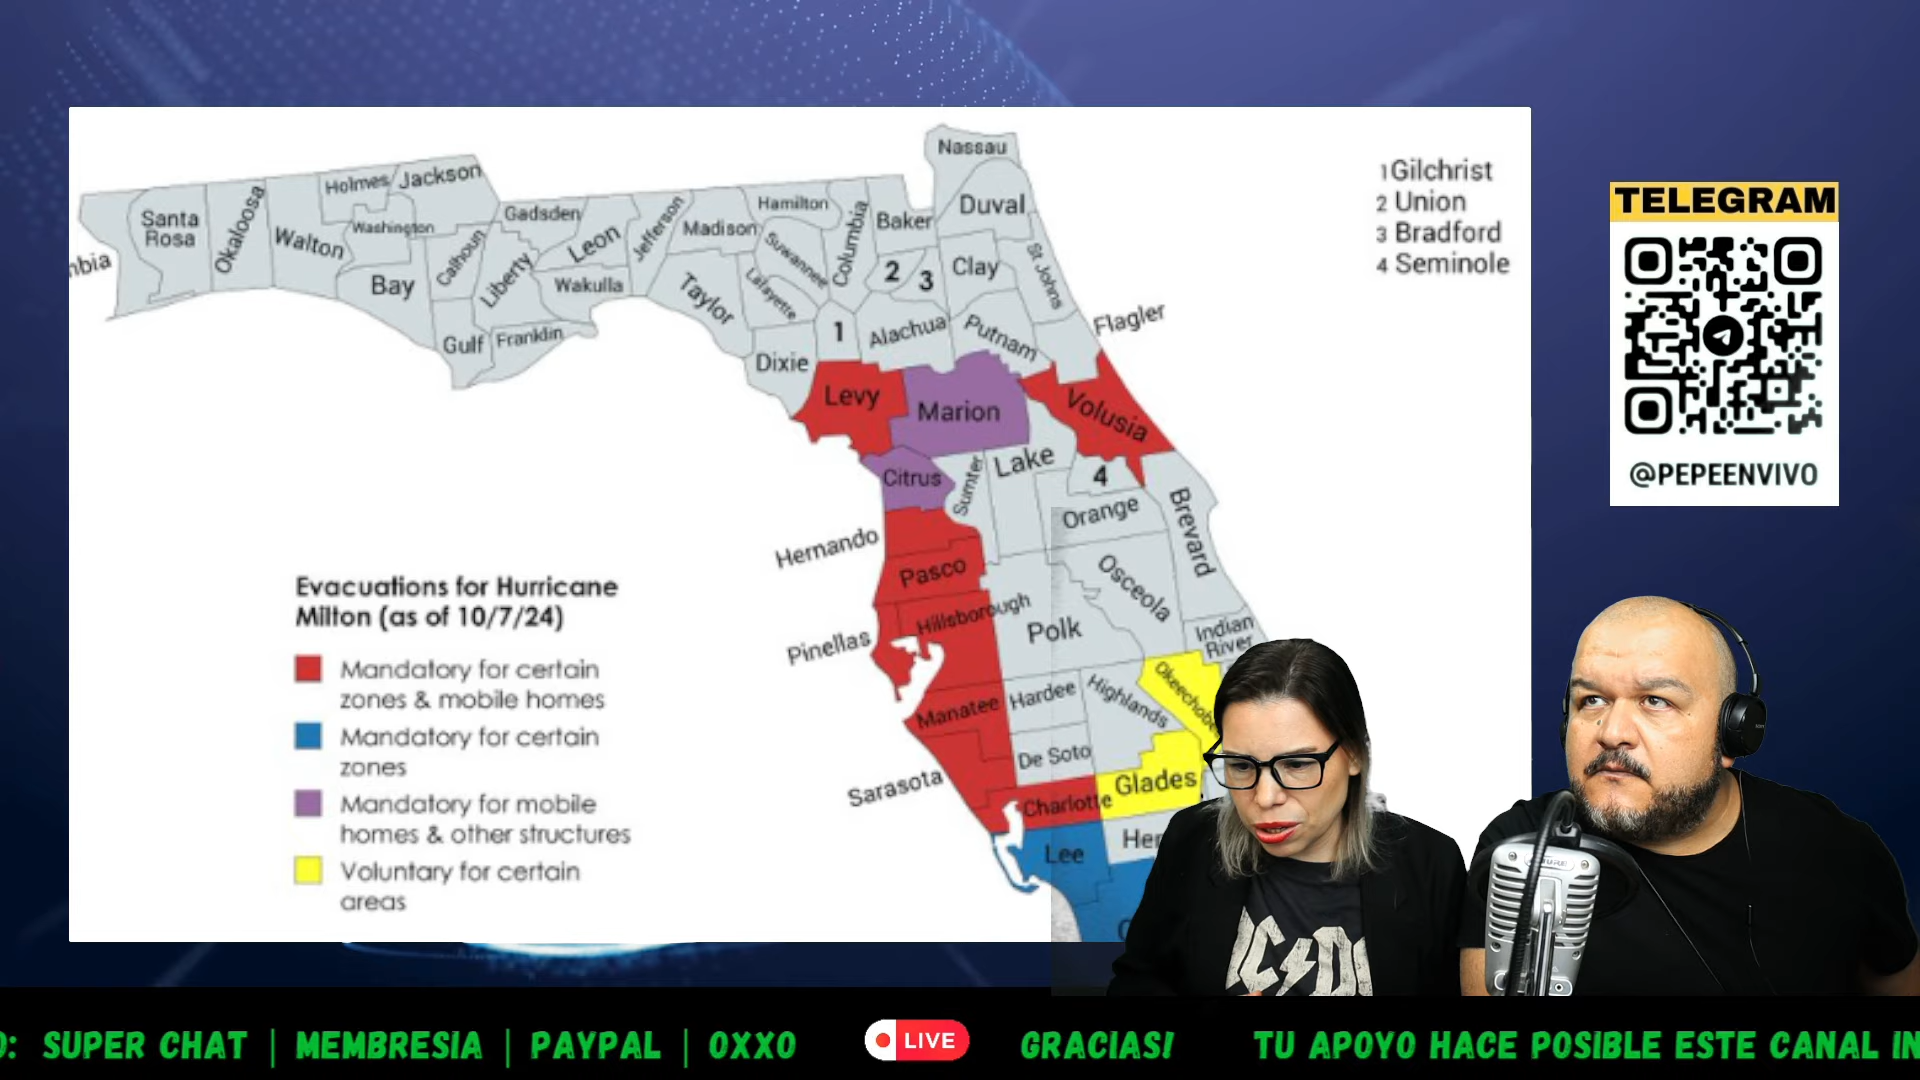 Nassau
1 Gilchrist
2 Union
3 Bradford
4 Seminole
TELEGRAM
@PEPEENVIVO
Holmes
Jackson
Santa
Rosa
Okaloosa
Walton
Washington
Bay
Calhoun
Gulf
Gadsden
Liberty
Franklin
Leon
Wakulla
Jefferson
Madison
Taylor
Hamilton
Suwannee
Lafayette
Columbia
Baker
Duval
2
3
Clay
St Johns
1
Alachua
Putnam
Flagler
Dixie
Levy
Marion
Volusia
Citrus
Sumter
Lake
4
Orange
Brevard
Hernando
Pasco
Osceola
Hillsborough
Polk
Pinellas
Indian
River
Manatee
Hardee
Highlands
De Soto
Sarasota
Charlotte
Glades
Lee
Evacuations for Hurricane
Milton (as of 10/7/24)
Mandatory for certain
zones & mobile homes
Mandatory for certain
zones
Mandatory for mobile
homes & other structures
Voluntary for certain
areas
SHURE
SUPER CHAT | MEMBRESIA | PAYPAL | OXXO
LIVE
GRACIAS!
TU APOYO HACE POSIBLE ESTE CANAL